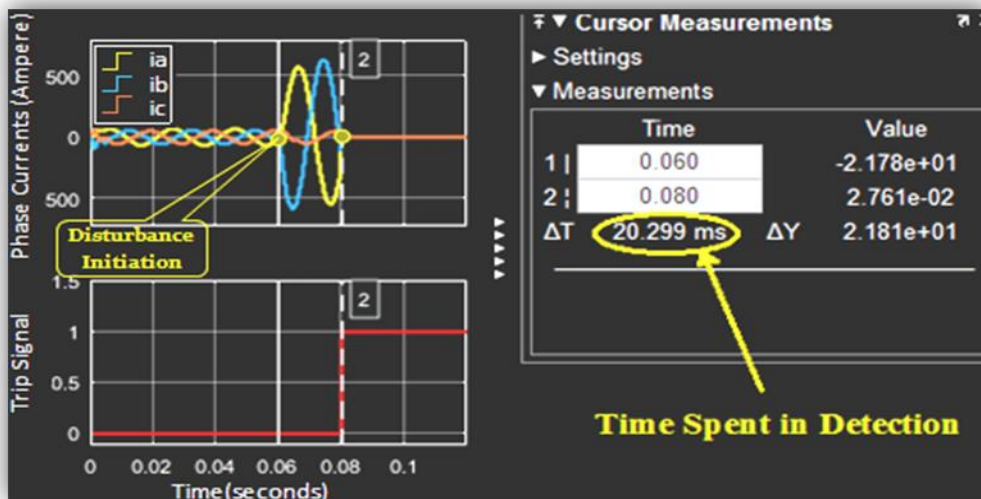 Phase Currents (Ampere)
500
0
500
ia
ib
ic
2
Disturbance
Initiation
Trip Signal
1.5
1
0.5
0
2
0
0.02
0.04
0.06
0.08
0.1
Time(seconds)
Cursor Measurements
Settings
Measurements
Time Value
1 | 0.060 -2.178e+01
2 ¦ 0.080 2.761e-02
ΔT 20.299 ms ΔY 2.181e+01
Time Spent in Detection